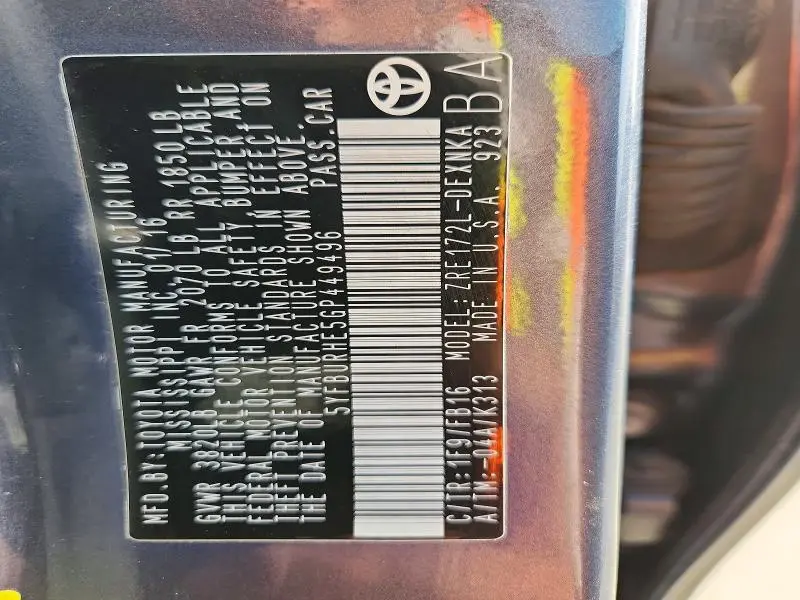 MFD.BY:TOYOTA MOTOR MANUFACTURING
MISSISSIPPI INC. 01/16
GVWR 3820LB GAWR FR 2070LB RR 1850LB
THIS VEHICLE CONFORMS TO ALL APPLICABLE
FEDERAL MOTOR VEHICLE SAFETY, BUMPER, AND
THEFT PREVENTION STANDARDS IN EFFECT ON
THE DATE OF MANUFACTURE SHOWN ABOVE.
5YFBURHE5GP449496 PASS.CAR
C/TR:1F9/FB16 MODEL:ZRE172L-DEXNKA B
A/TM:-04A/K313 MADE IN U.S.A. 923 BA